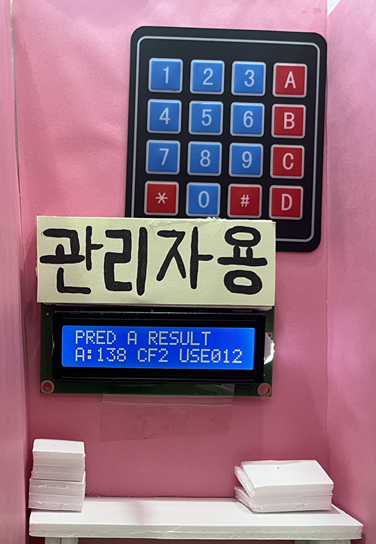 1 2 3 A
4 5 6 B
7 8 9 C
* 0 # D
관리자용
PRED A RESULT
A:138 CF2 USE012